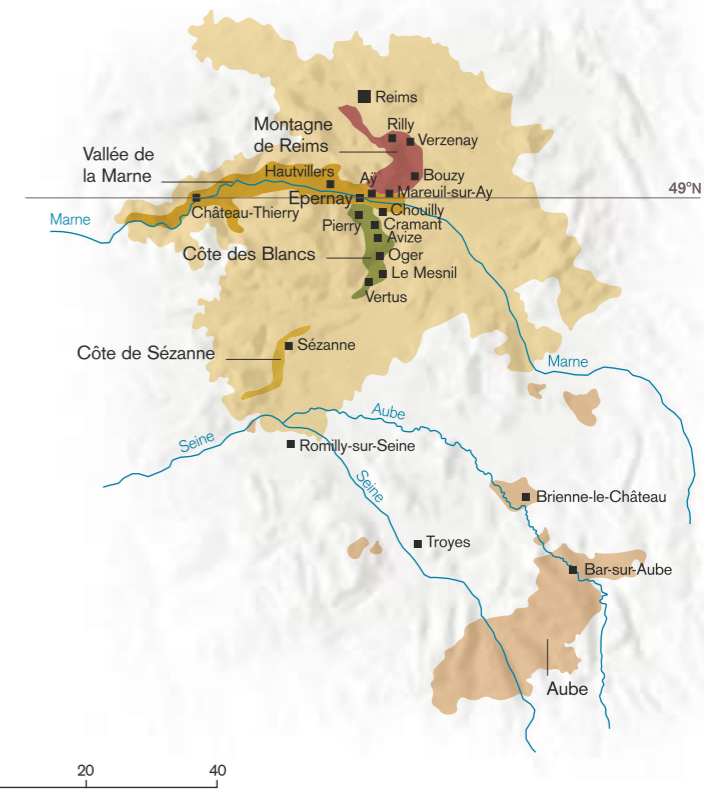 Reims
Rilly
Montagne
de Reims
Verzenay
Vallée de
la Marne
Hautvillers
Aÿ
Bouzy
Mareuil-sur-Ay
49°N
Epernay
Château-Thierry
Chouilly
Marne
Pierry
Cramant
Avize
Côte des Blancs
Oger
Le Mesnil
Vertus
Sézanne
Côte de Sézanne
Marne
Aube
Seine
Romilly-sur-Seine
Seine
Brienne-le-Château
Troyes
Bar-sur-Aube
Aube
20
40